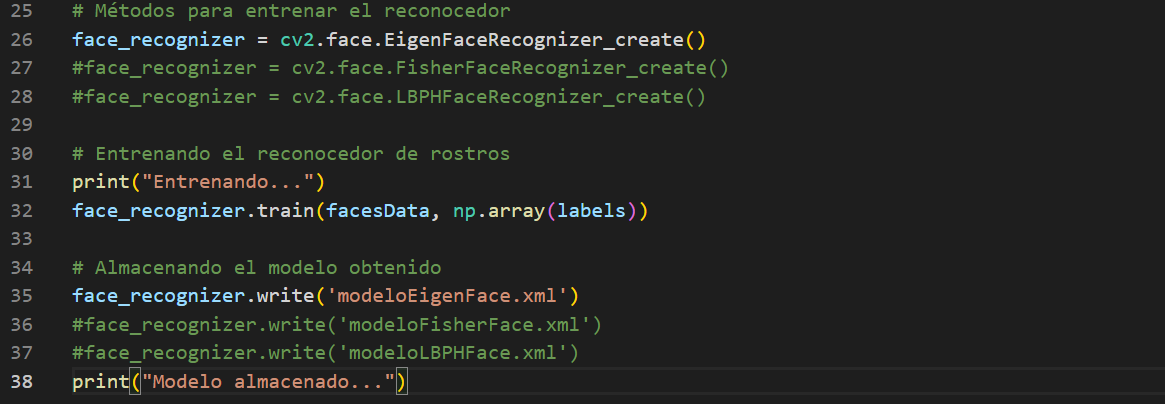 25 # Métodos para entrenar el reconocedor
26 face_recognizer = cv2.face.EigenFaceRecognizer_create()
27 #face_recognizer = cv2.face.FisherFaceRecognizer_create()
28 #face_recognizer = cv2.face.LBPHFaceRecognizer_create()
29
30 # Entrenando el reconocedor de rostros
31 print("Entrenando...")
32 face_recognizer.train(facesData, np.array(labels))
33
34 # Almacenando el modelo obtenido
35 face_recognizer.write('modeloEigenFace.xml')
36 #face_recognizer.write('modeloFisherFace.xml')
37 #face_recognizer.write('modeloLBPHFace.xml')
38 print("Modelo almacenado...")